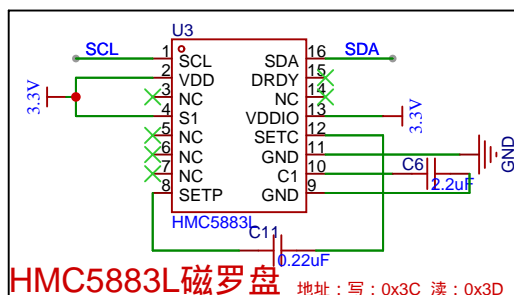 U3
SCL
1
SCL
SDA
16
SDA
2
VDD
DRDY
15
3.3V
3
NC
NC
14
4
S1
VDDIO
13
3.3V
5
NC
SETC
12
6
NC
GND
11
GND
7
NC
C1
10
C6
2.2uF
8
SETP
GND
9
HMC5883L
C11
0.22uF
HMC5883L磁罗盘 地址：写：0x3C 渎：0x3D